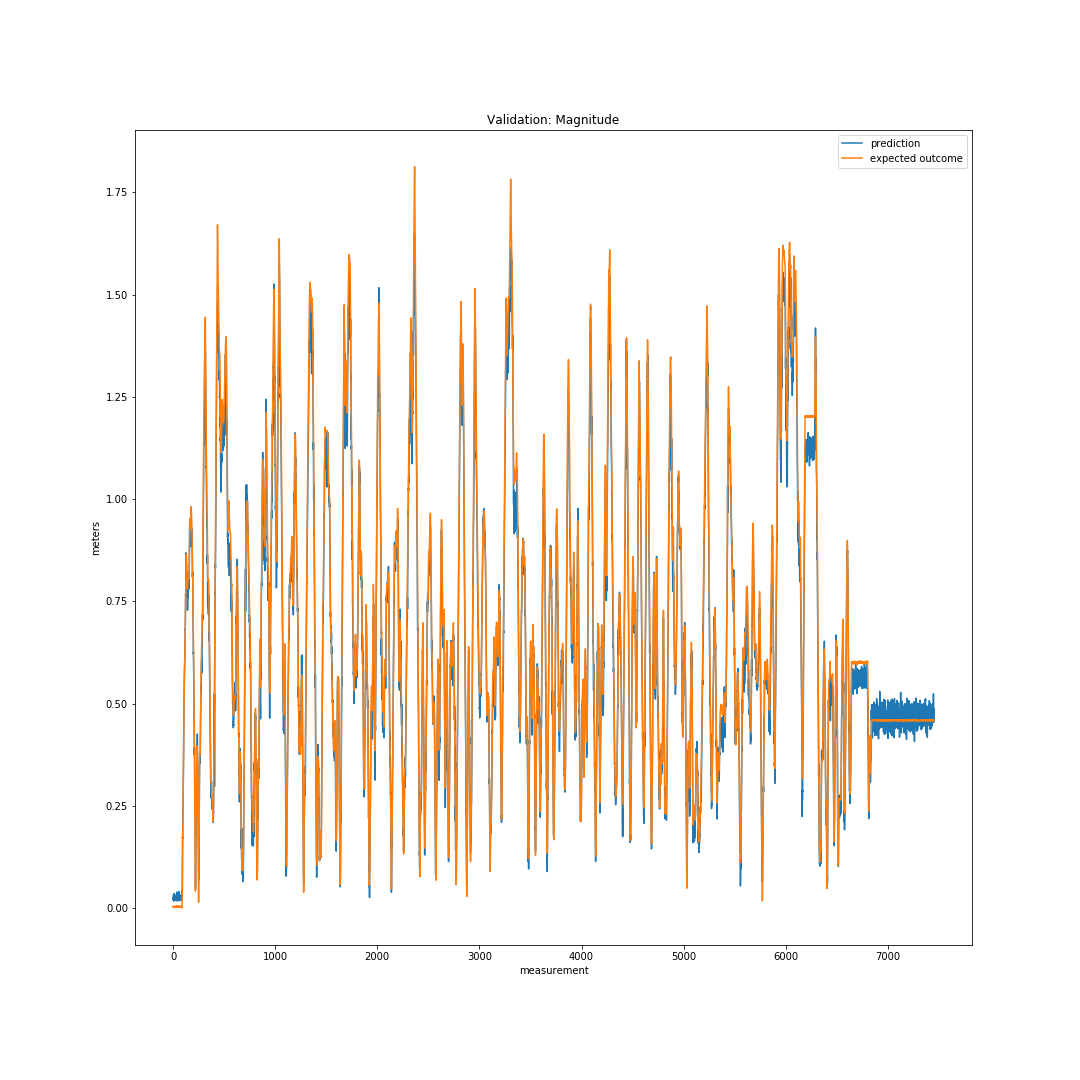 Validation: Magnitude
prediction
expected outcome
1.75
1.50
1.25
1.00
0.75
0.50
0.25
0.00
meters
0 1000 2000 3000 4000 5000 6000 7000
measurement